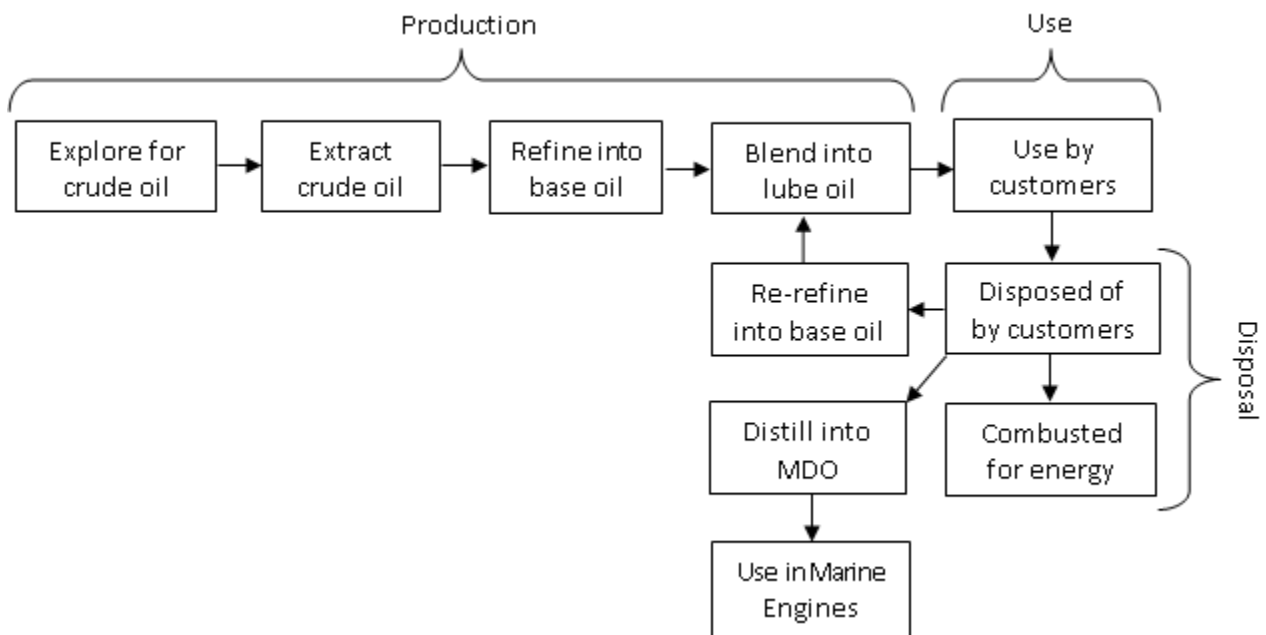 Production
Use
Explore for
crude oil
Extract
crude oil
Refine into
base oil
Blend into
lube oil
Use by
customers
Re-refine
into base oil
Disposed of
by customers
Disposal
Distill into
MDO
Combusted
for energy
Use in Marine
Engines